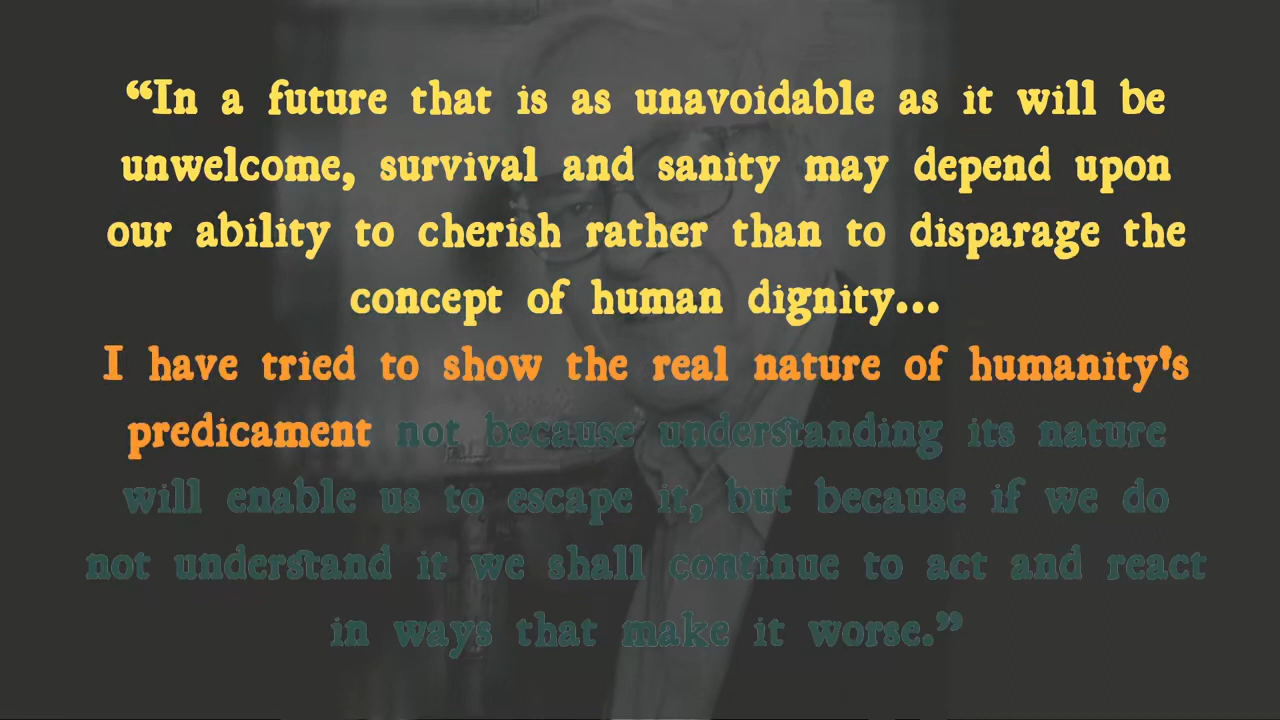 “In a future that is as unavoidable as it will be
unwelcome, survival and sanity may depend upon
our ability to cherish rather than to disparage the
concept of human dignity...
I have tried to show the real nature of humanity's
predicament not because understanding its nature
will enable us to escape it, but because if we do
not understand it we shall continue to act and react
in ways that make it worse.”